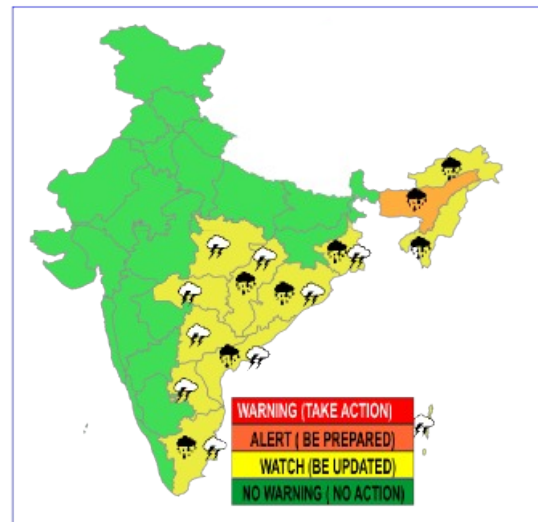 WARNING (TAKE ACTION)
ALERT ( BE PREPARED)
WATCH (BE UPDATED)
NO WARNING ( NO ACTION)